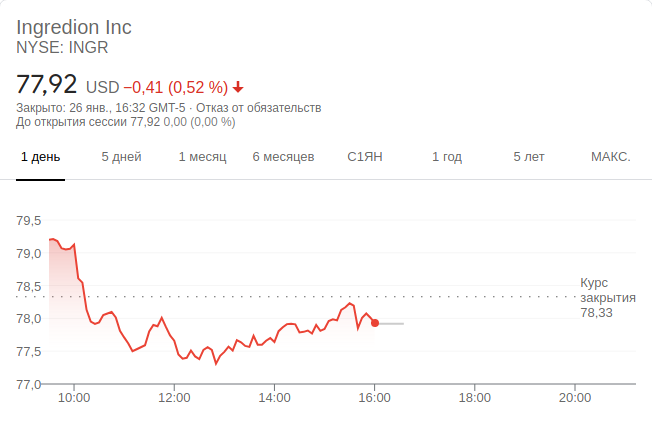 Ingredion Inc
NYSE: INGR
77,92 USD −0,41 (0,52 %)
Закрыто: 26 янв., 16:32 GMT-5 · Отказ от обязательств
До открытия сессии 77,92 0,00 (0,00 %)
1 день 5 дней 1 месяц 6 месяцев С1ЯН 1 год 5 лет МАКС.
79,5
79,0
78,5
78,0
77,5
77,0
Курс
закрытия
78,33
10:00 12:00 14:00 16:00 18:00 20:00